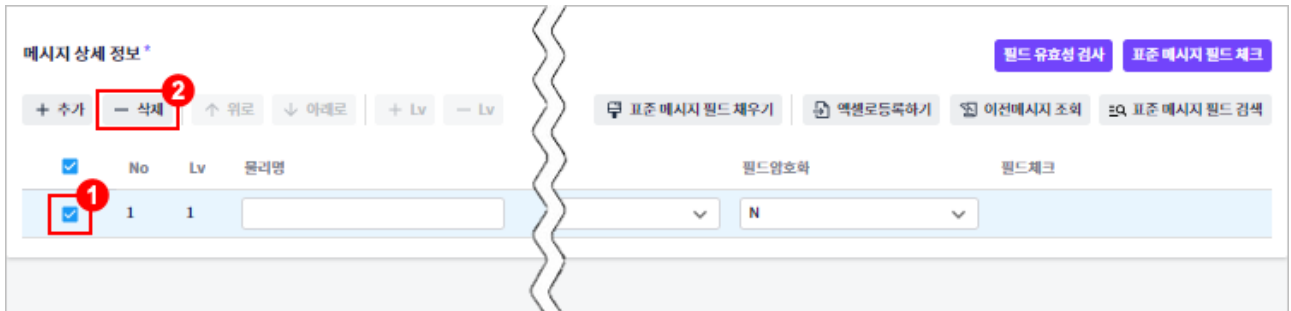 메시지 상세 정보 *
필드 유효성 검사 표준 메시지 필드 체크
2
+ 추가 — 삭제 ↑ 위로 ↓ 아래로 + Lv — Lv 표준 메시지 필드 채우기 엑셀로등록하기 이전메시지 조회 표준 메시지 필드 검색
No Lv 물리명 필드암호화 필드체크
1
1 1 N